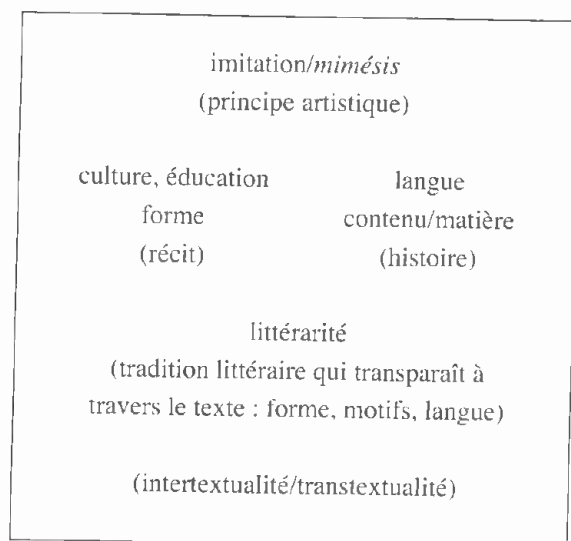 imitation/mimésis
(principe artistique)
culture, éducation langue
forme contenu/matière
(récit) (histoire)
littérarité
(tradition littéraire qui transparaît à
travers le texte : forme, motifs, langue)
(intertextualité/transtextualité)